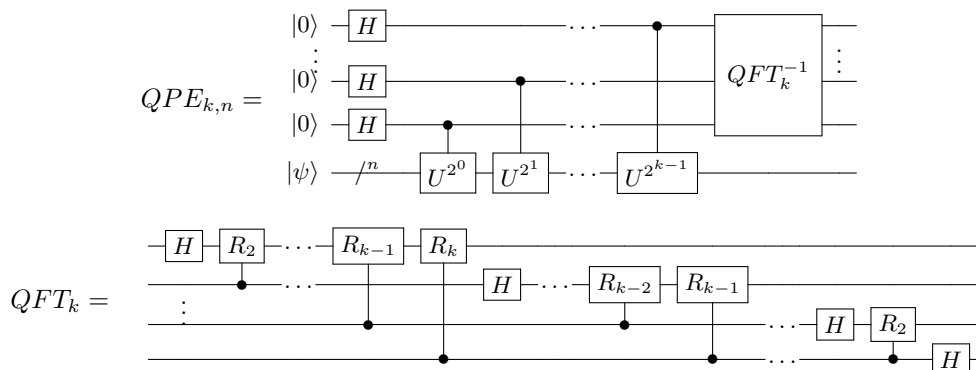 |0⟩ H ··· QFT_k^{-1}
⋮ ⋮
QPE_{k,n} = |0⟩ H ···
|0⟩ H ···
|ψ⟩ /^n U^{2^0} U^{2^1} ··· U^{2^{k-1}}
H R_2 ··· R_{k-1} R_k
QFT_k = ··· H ··· R_{k-2} R_{k-1}
⋮ ··· H R_2
··· H